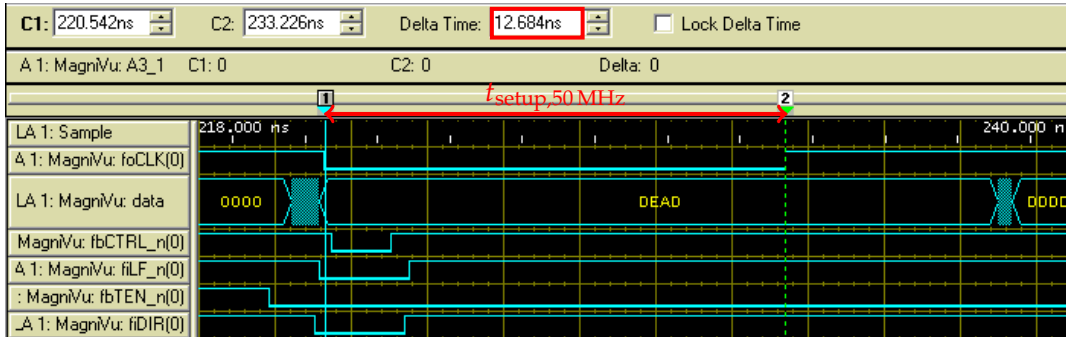 C1: 220.542ns C2: 233.226ns Delta Time: 12.684ns Lock Delta Time
A 1: MagniVu: A3_1 C1: 0 C2: 0 Delta: 0
1 tsetup,50 MHz 2
LA 1: Sample 218.000 ns 240.000 n
A 1: MagniVu: foCLK(0)
LA 1: MagniVu: data 0000 DEAD DDDD
MagniVu: fbCTRL_n(0)
A 1: MagniVu: fiLF_n(0)
: MagniVu: fbTEN_n(0)
_A 1: MagniVu: fiDIR(0)